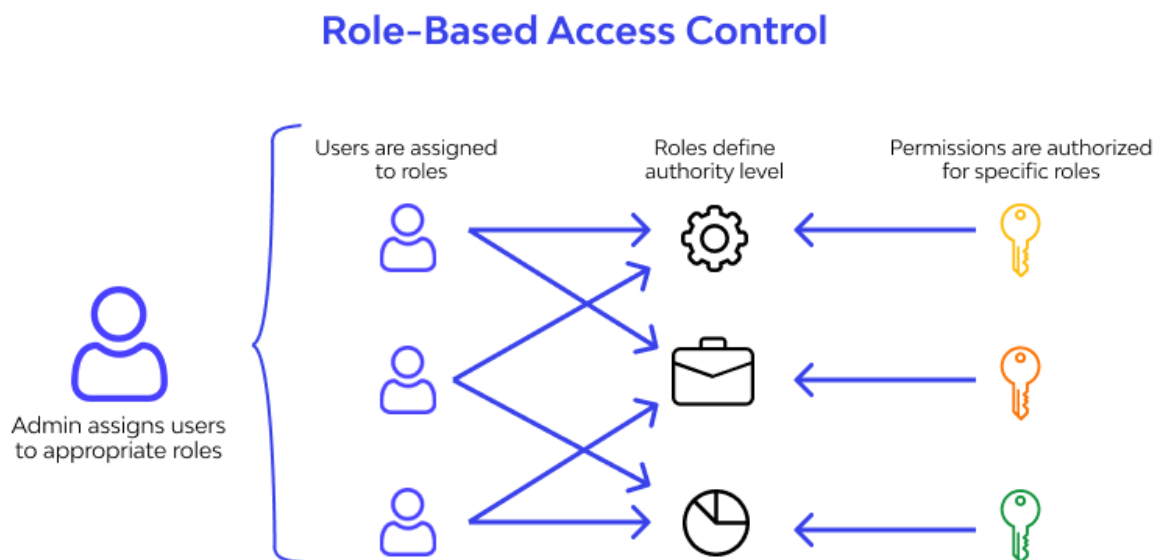 Role-Based Access Control
Users are assigned
to roles
Roles define
authority level
Permissions are authorized
for specific roles
Admin assigns users
to appropriate roles